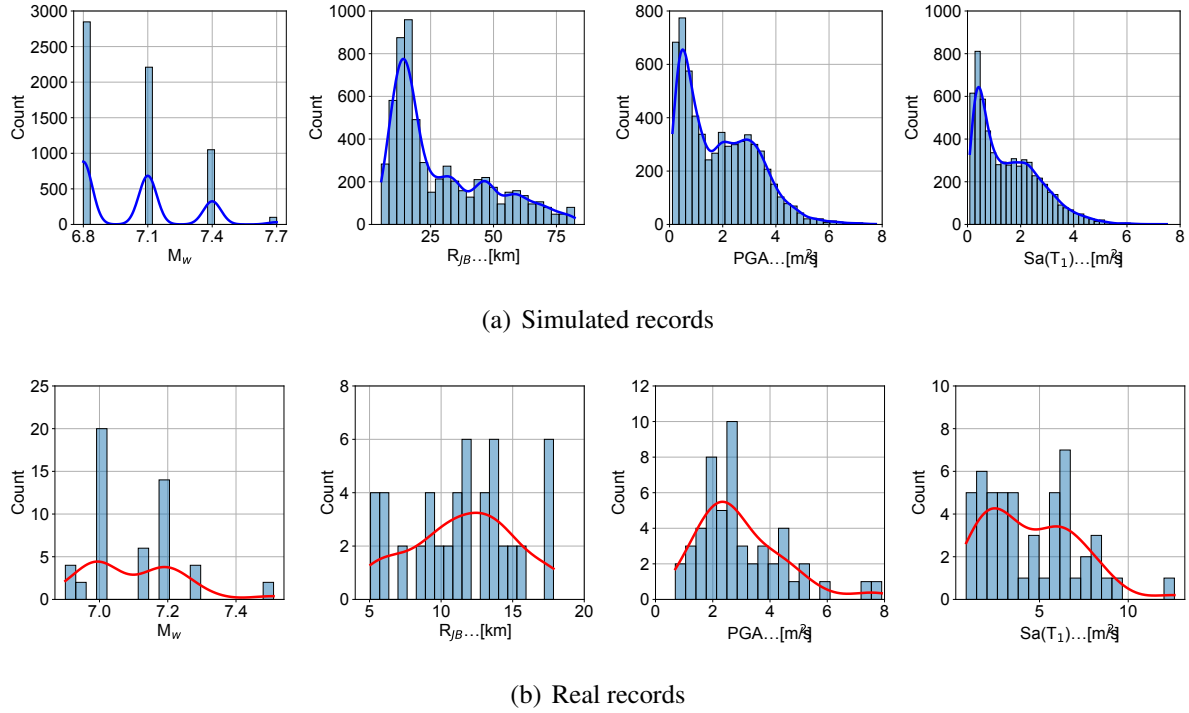 3000
2500
2000
1500
1000
500
0
Count
6.8 7.1 7.4 7.7
M_w
1000
800
600
400
200
0
Count
25 50 75
R_JB...[km]
800
600
400
200
0
Count
0 2 4 6 8
PGA...[m/s²]
1000
800
600
400
200
0
Count
0 2 4 6 8
Sa(T₁)...[m/s²]
(a) Simulated records
25
20
15
10
5
0
Count
7.0 7.2 7.4
M_w
8
6
4
2
0
Count
5 10 15 20
R_JB...[km]
12
10
8
6
4
2
0
Count
0 2 4 6 8
PGA...[m/s²]
10
8
6
4
2
0
Count
5 10
Sa(T₁)...[m/s²]
(b) Real records